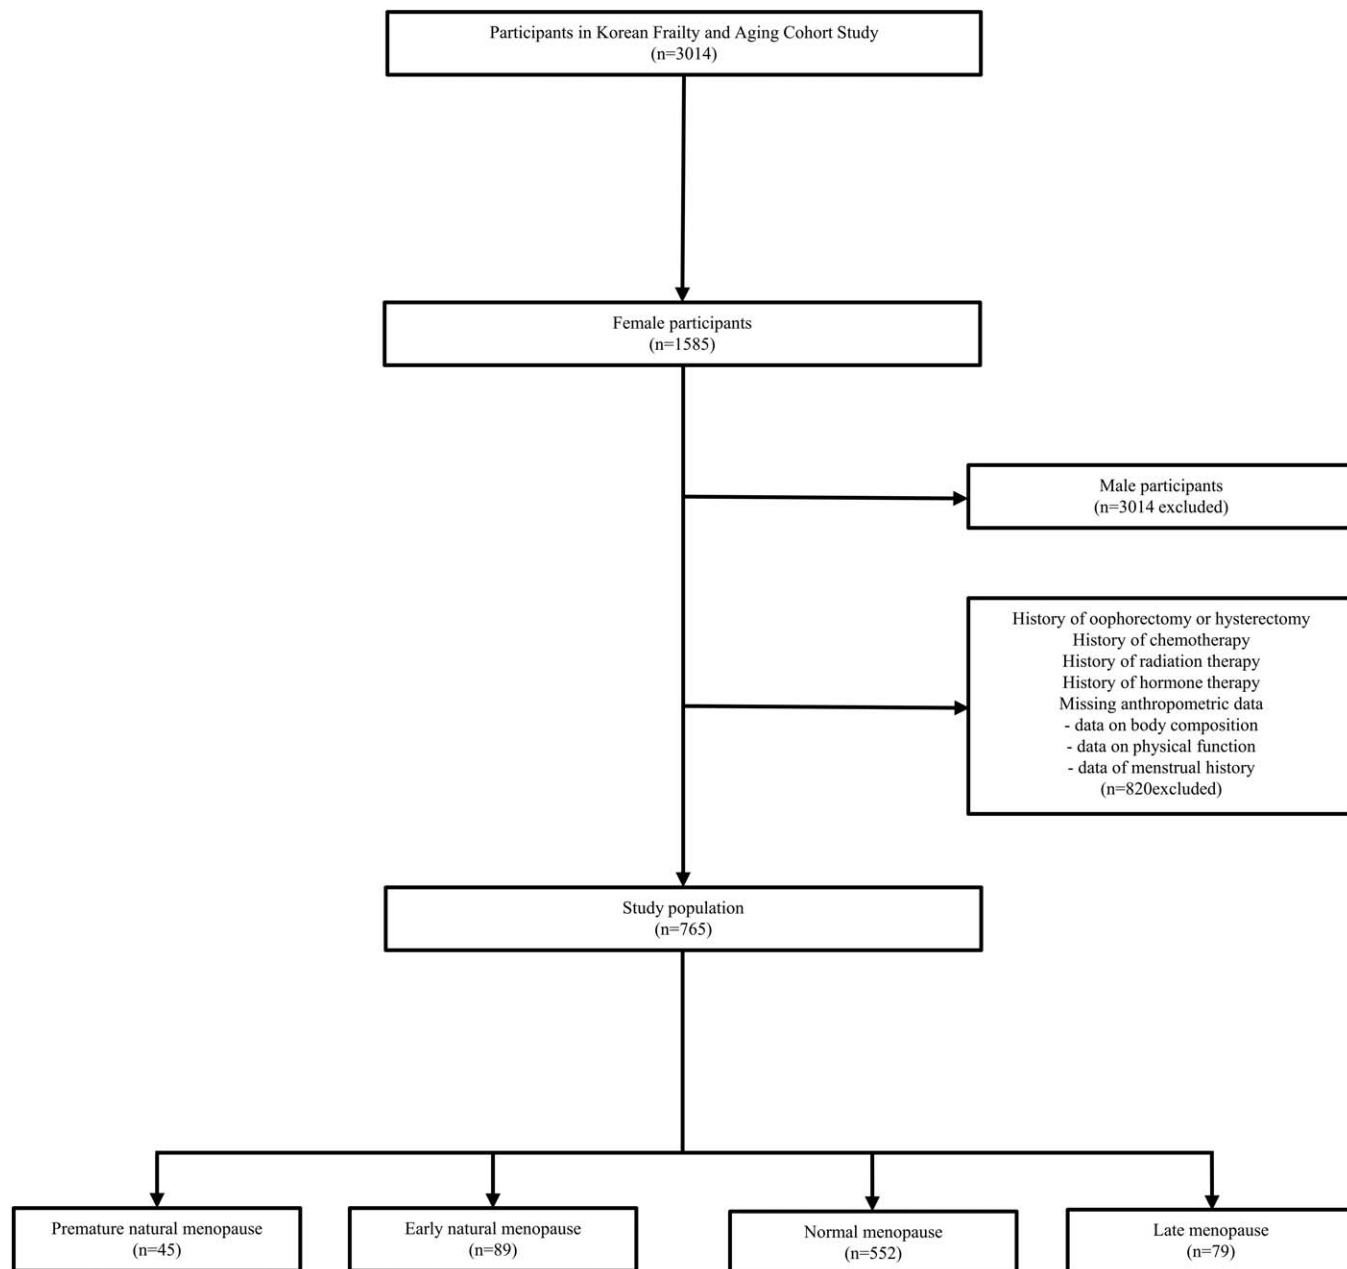 Participants in Korean Frailty and Aging Cohort Study
(n=3014)
Female participants
(n=1585)
Male participants
(n=3014 excluded)
History of oophorectomy or hysterectomy
History of chemotherapy
History of radiation therapy
History of hormone therapy
Missing anthropometric data
- data on body composition
- data on physical function
- data of menstrual history
(n=820excluded)
Study population
(n=765)
Premature natural menopause
(n=45)
Early natural menopause
(n=89)
Normal menopause
(n=552)
Late menopause
(n=79)